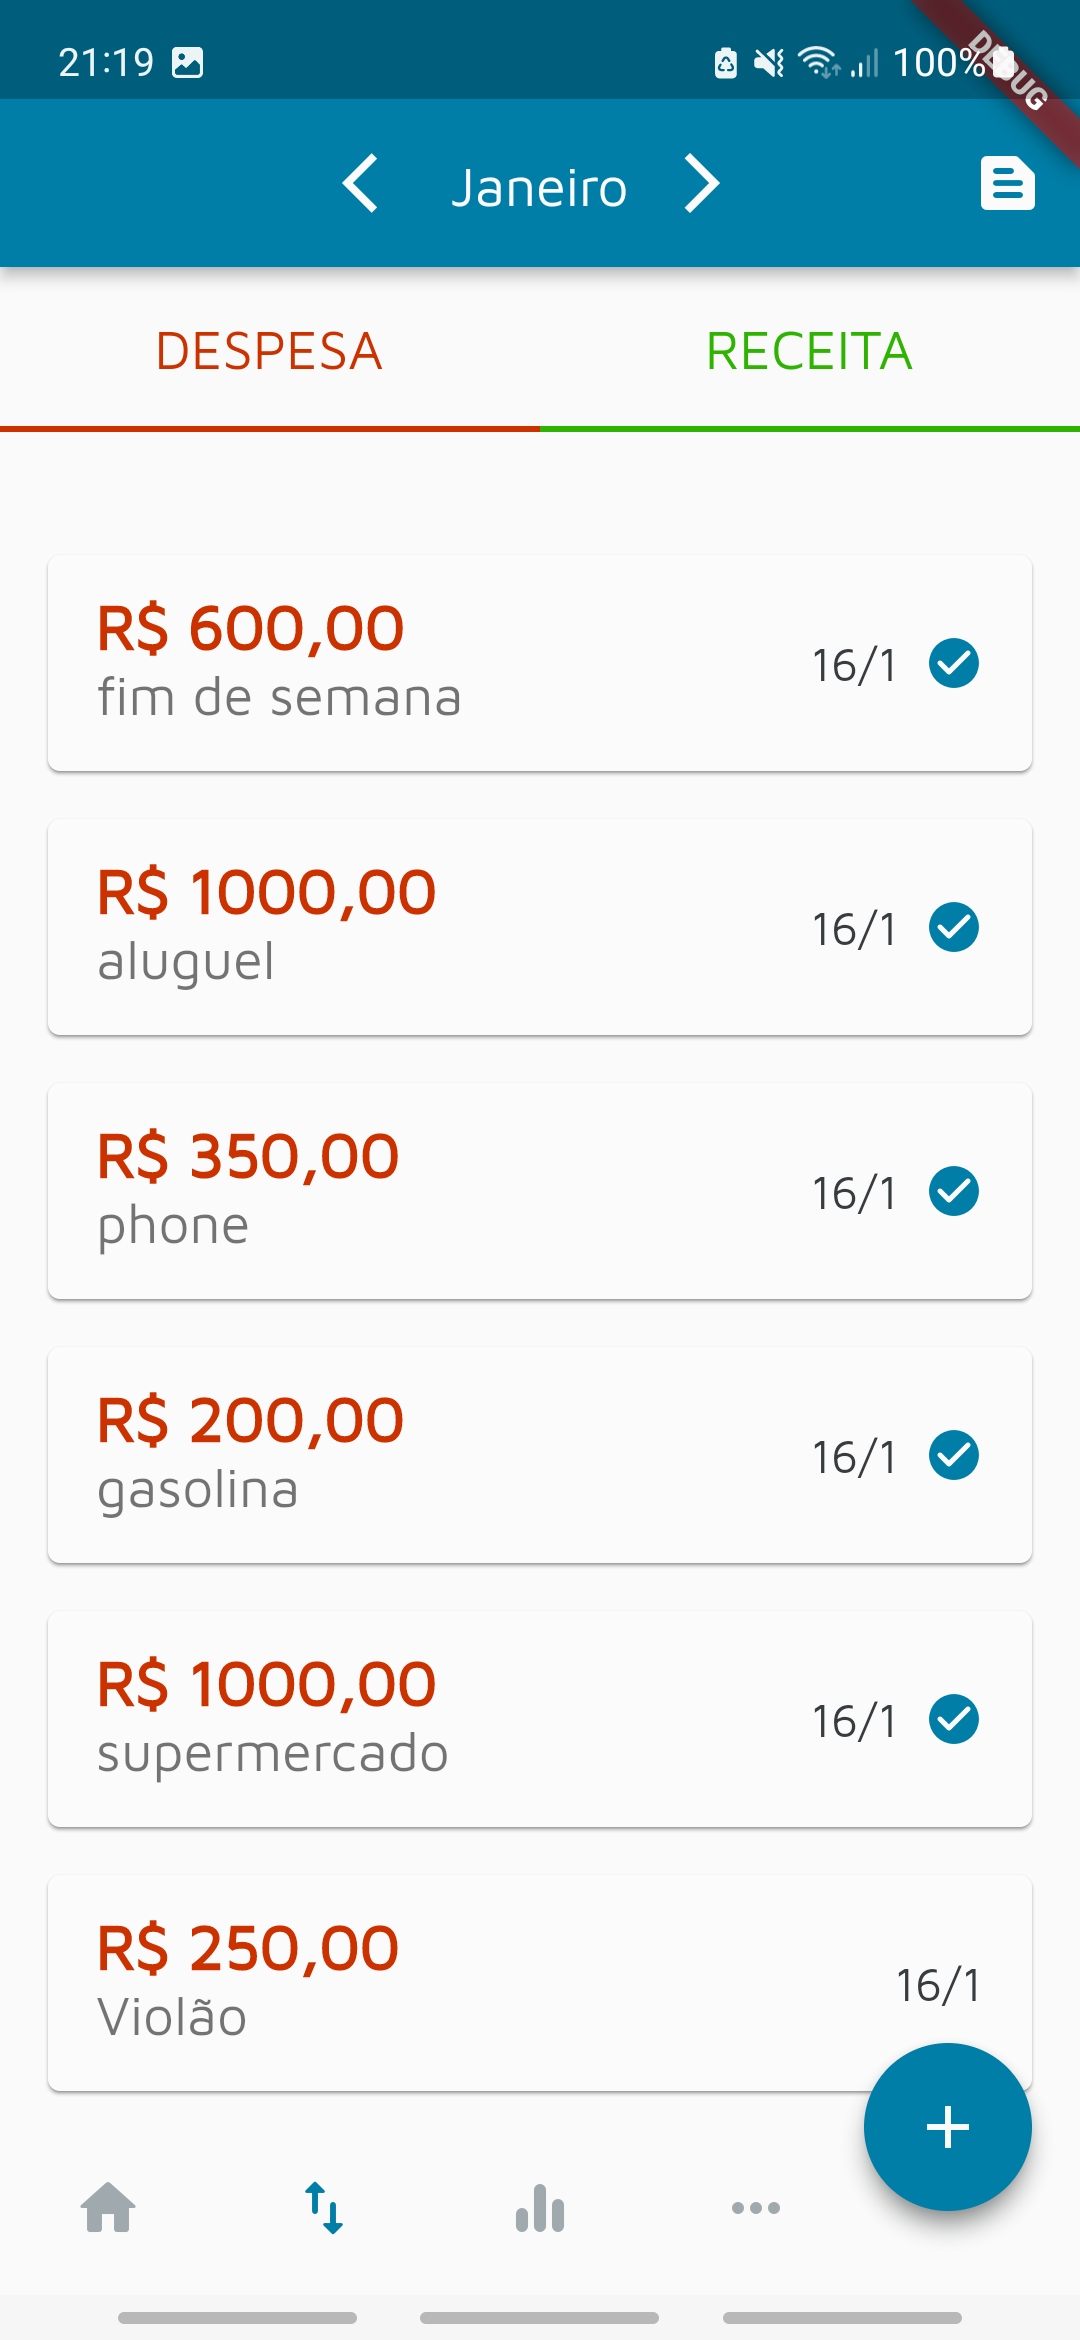 21:19
100%
DEBUG
Janeiro
DESPESA
RECEITA
R$ 600,00
fim de semana
16/1
R$ 1000,00
aluguel
16/1
R$ 350,00
phone
16/1
R$ 200,00
gasolina
16/1
R$ 1000,00
supermercado
16/1
R$ 250,00
Violão
16/1